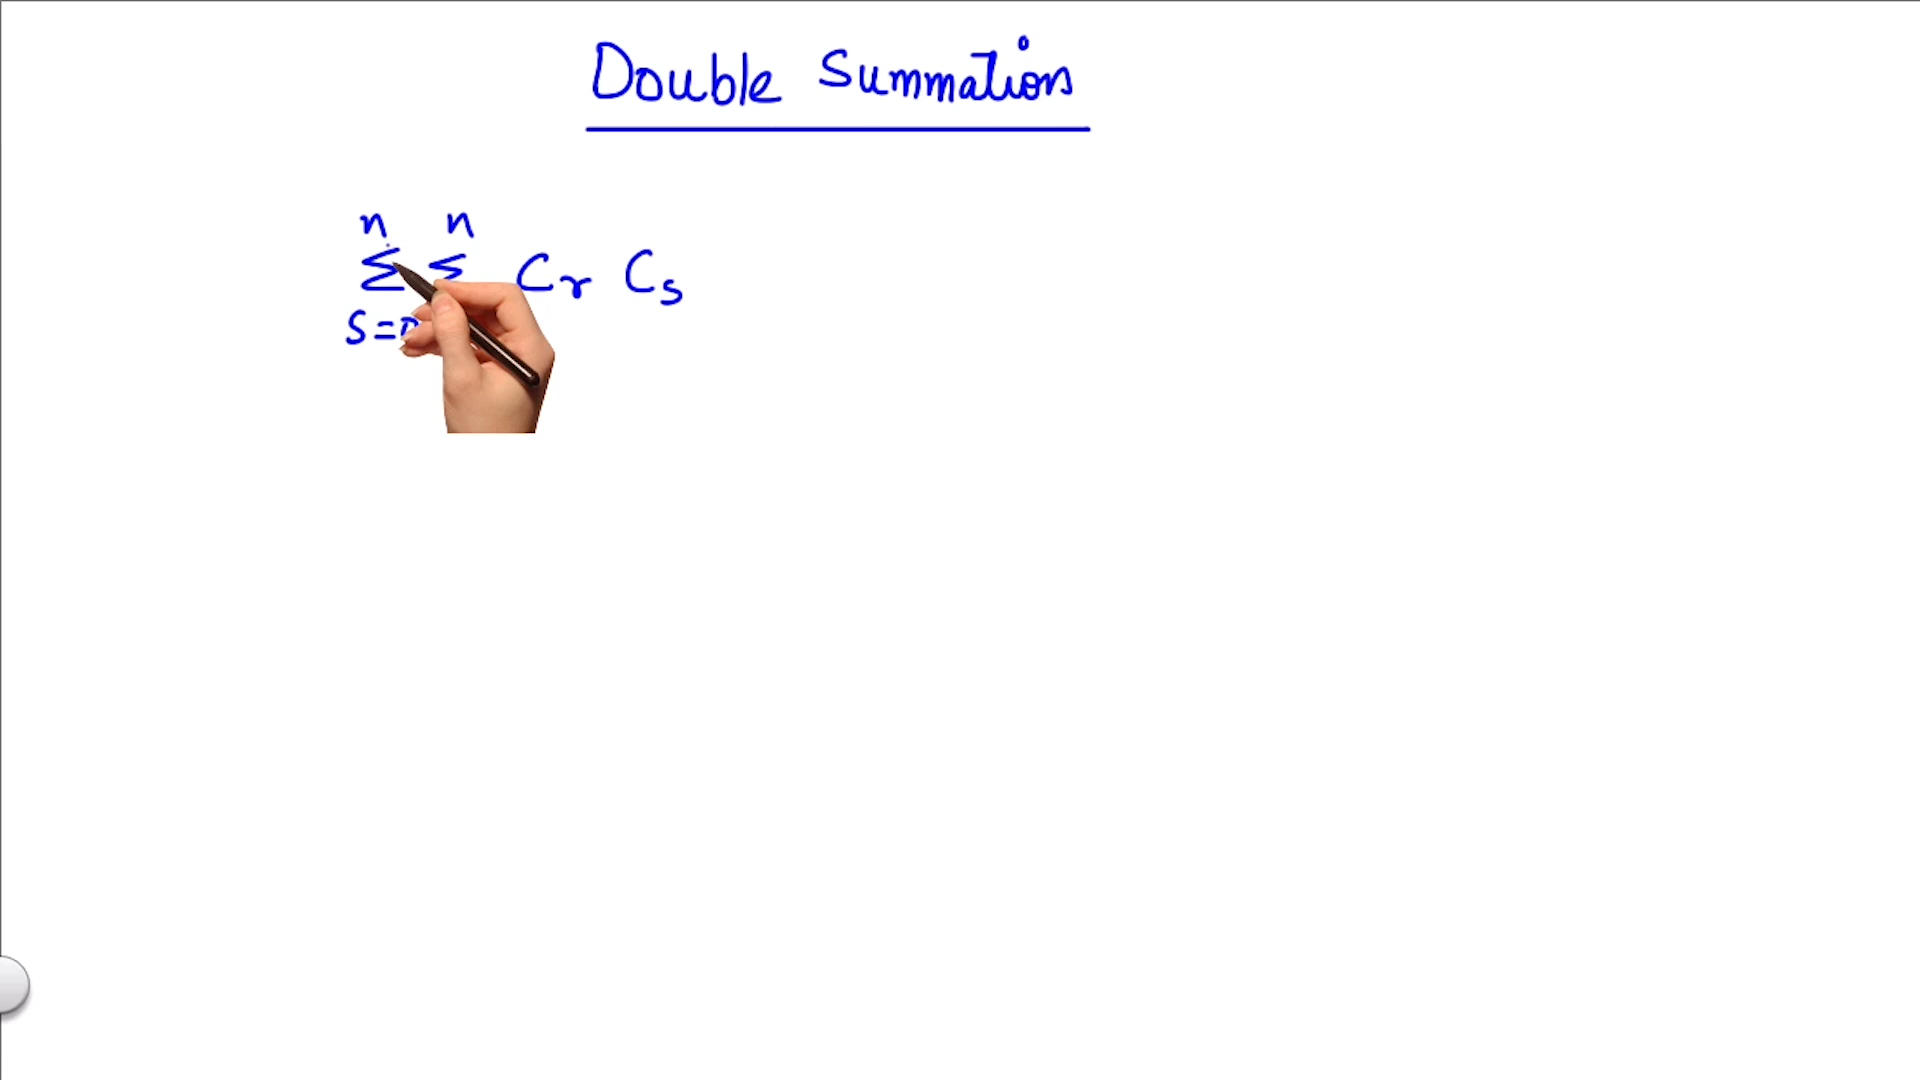 Double Summation
n n
Σ Σ Cr Cs
S=